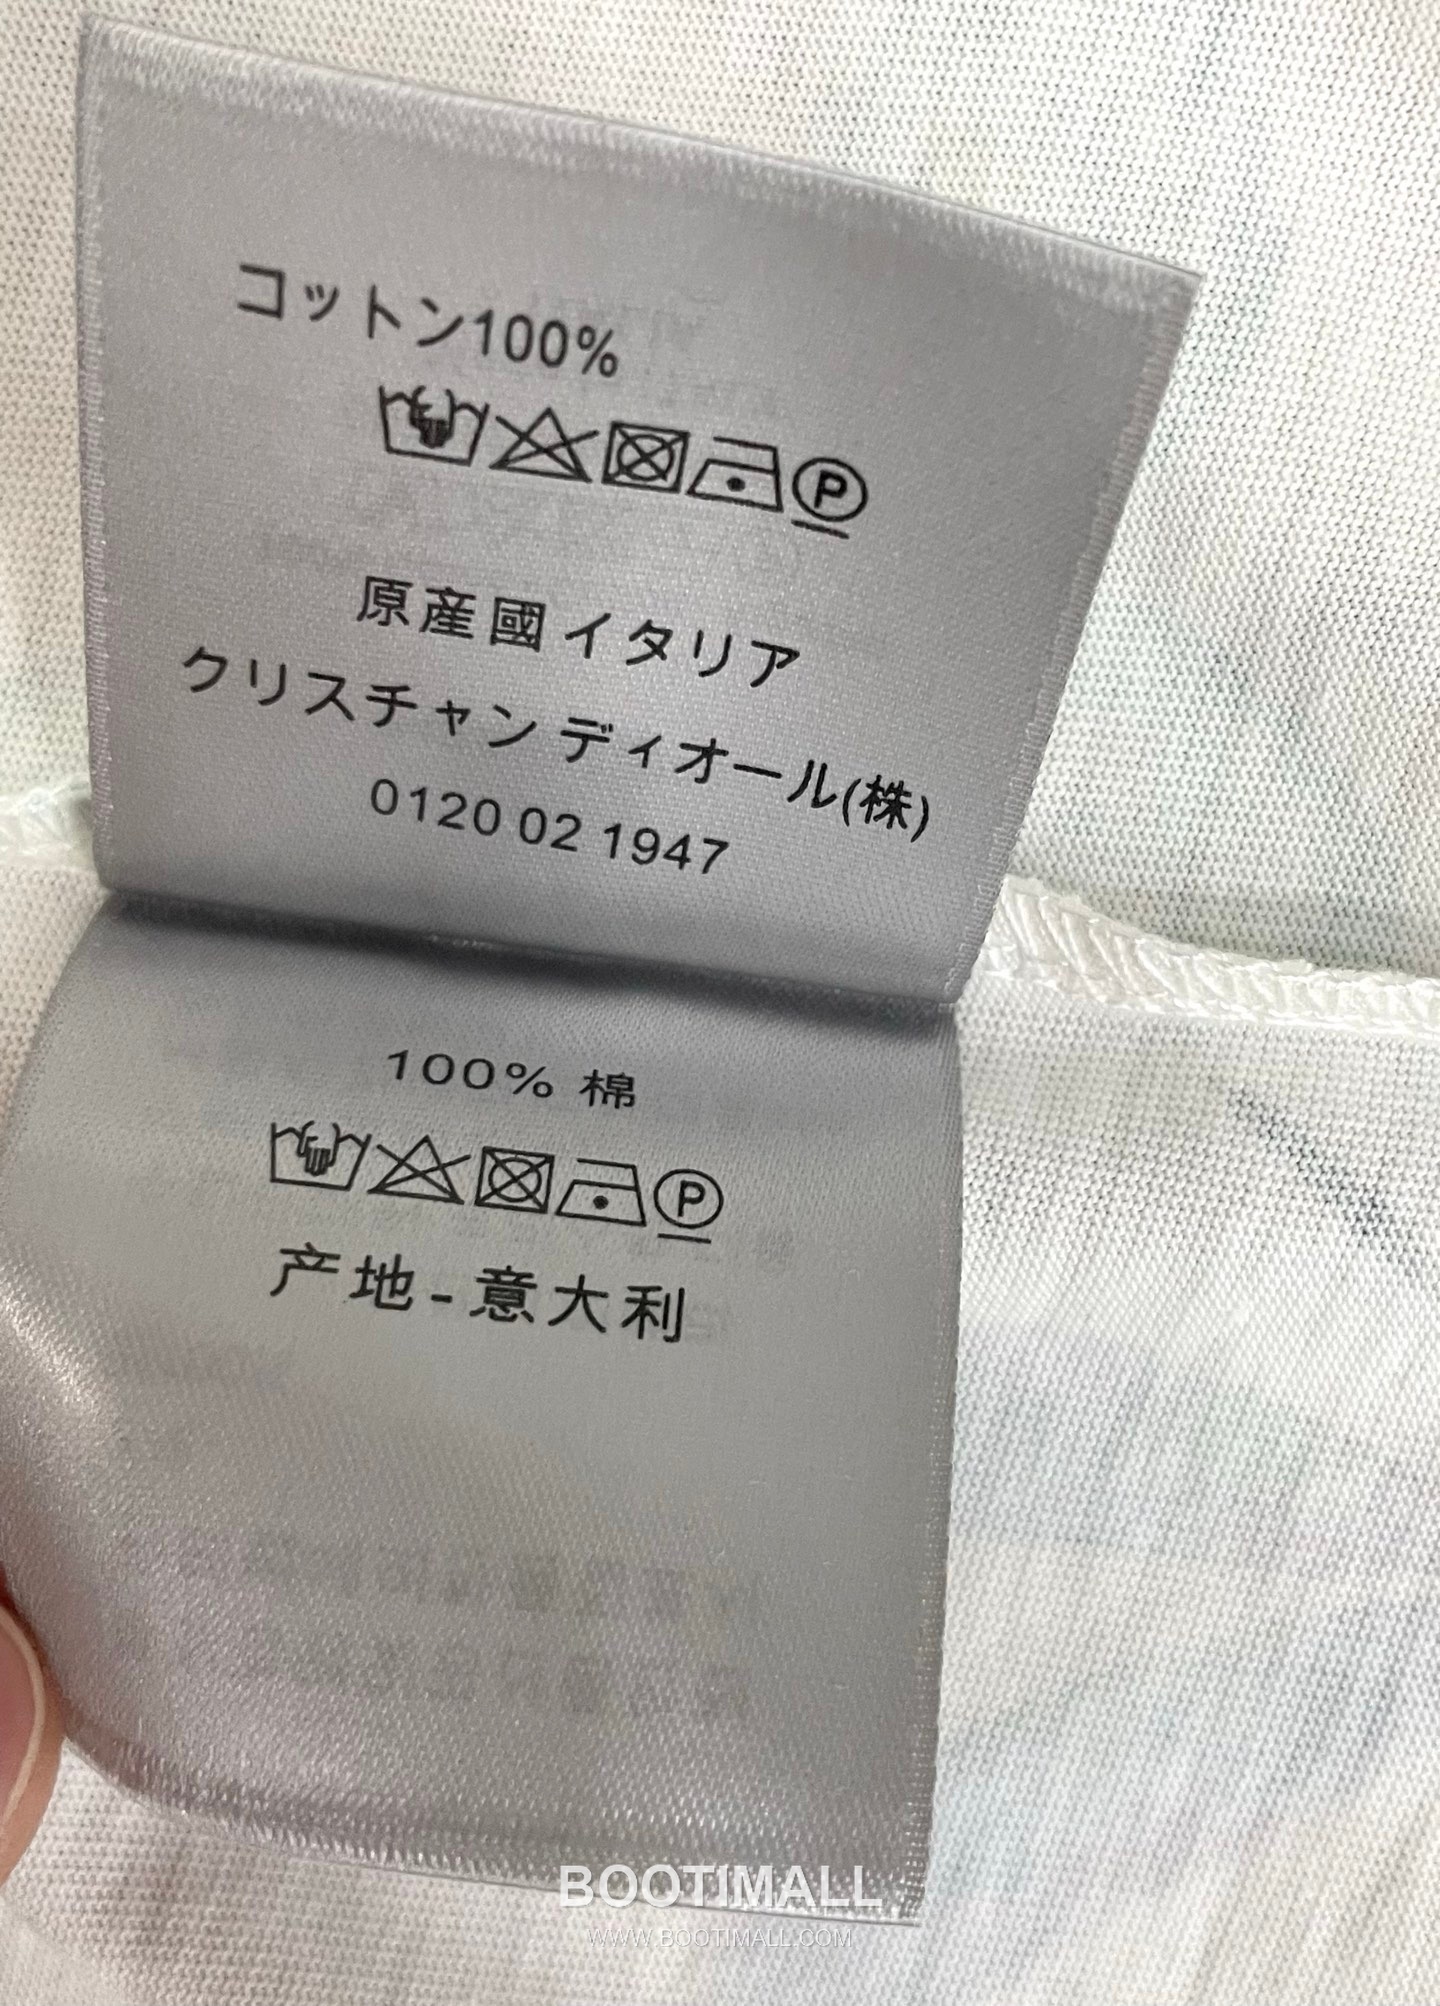 コットン100%
P
原産國 イタリア
クリスチャン ディオール(株)
0120 02 1947
100% 棉
P
产地-意大利
BOOTIMALL
WWW.BOOTIMALL.COM